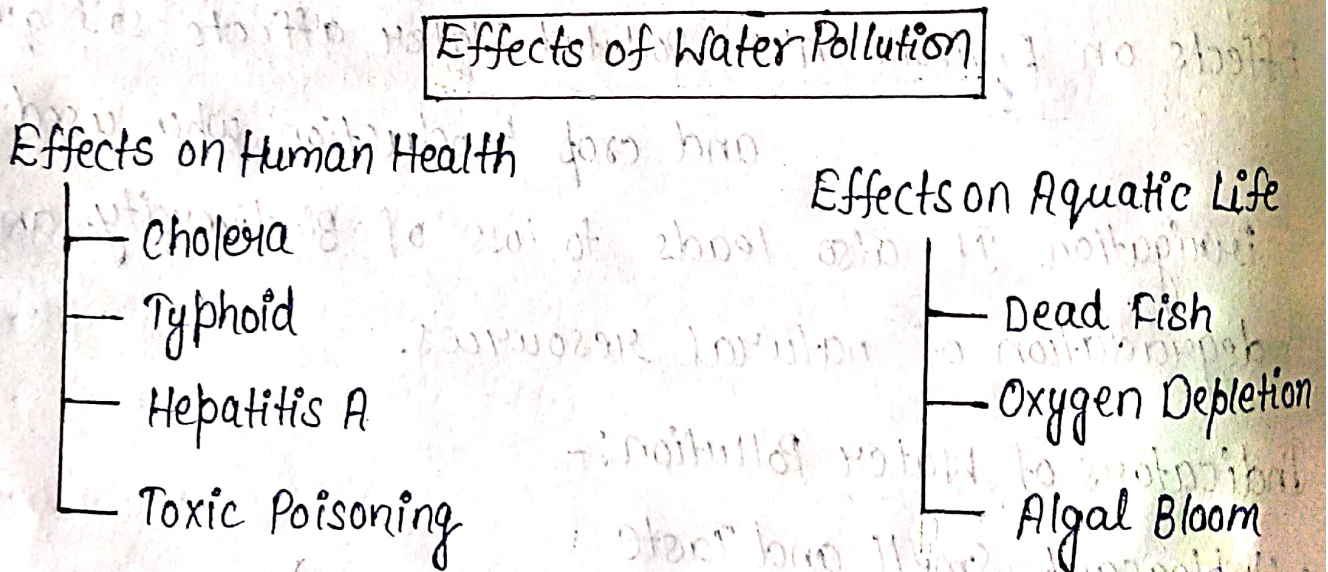 Effects of Water Pollution
Effects on Human Health
Cholera
Typhoid
Hepatitis A
Toxic Poisoning
Effects on Aquatic Life
Dead Fish
Oxygen Depletion
Algal Bloom